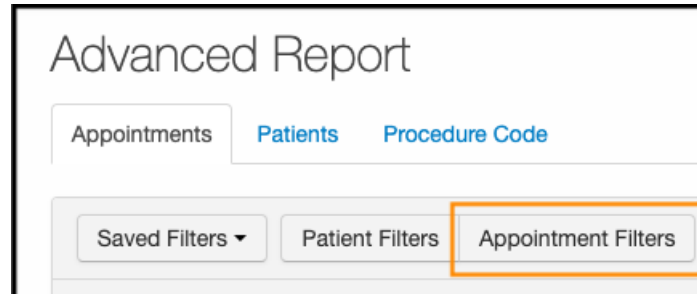 Advanced Report
Appointments Patients Procedure Code
Saved Filters Patient Filters Appointment Filters